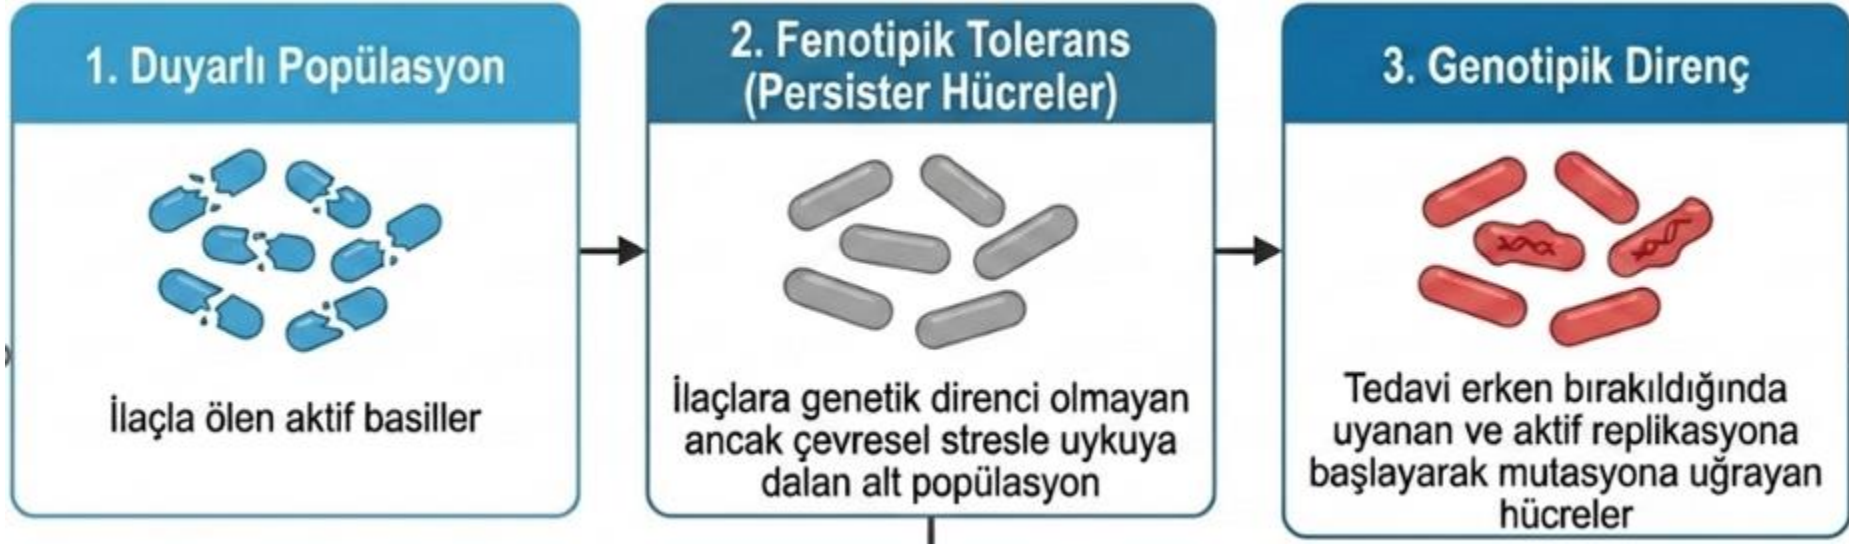 1. Duyarlı Popülasyon
İlaçla ölen aktif basiller
2. Fenotipik Tolerans
(Persister Hücreler)
İlaçlara genetik direnci olmayan
ancak çevresel stresle uykuya
dalan alt popülasyon
3. Genotipik Direnç
Tedavi erken bırakıldığında
uyanan ve aktif replikasyona
başlayarak mutasyona uğrayan
hücreler